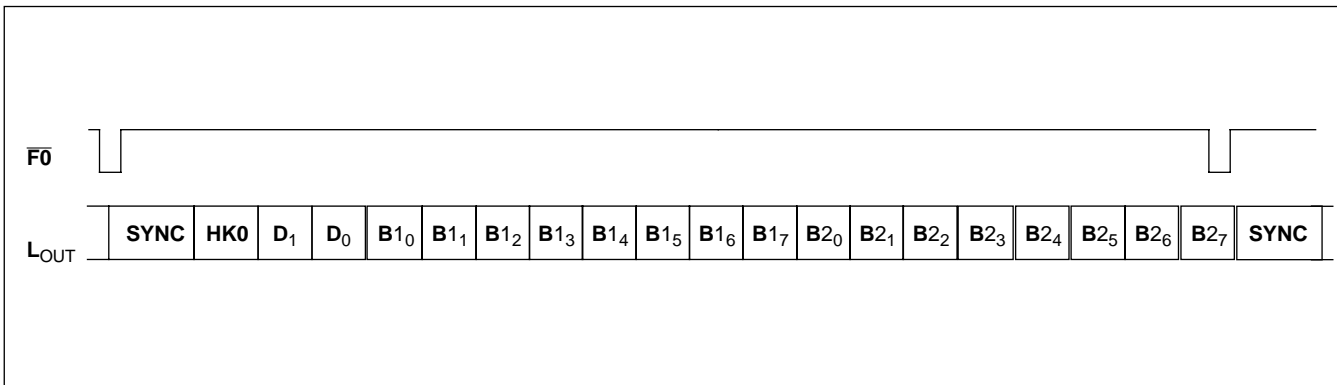 F0
L_OUT SYNC HK0 D₁ D₀ B1₀ B1₁ B1₂ B1₃ B1₄ B1₅ B1₆ B1₇ B2₀ B2₁ B2₂ B2₃ B2₄ B2₅ B2₆ B2₇ SYNC